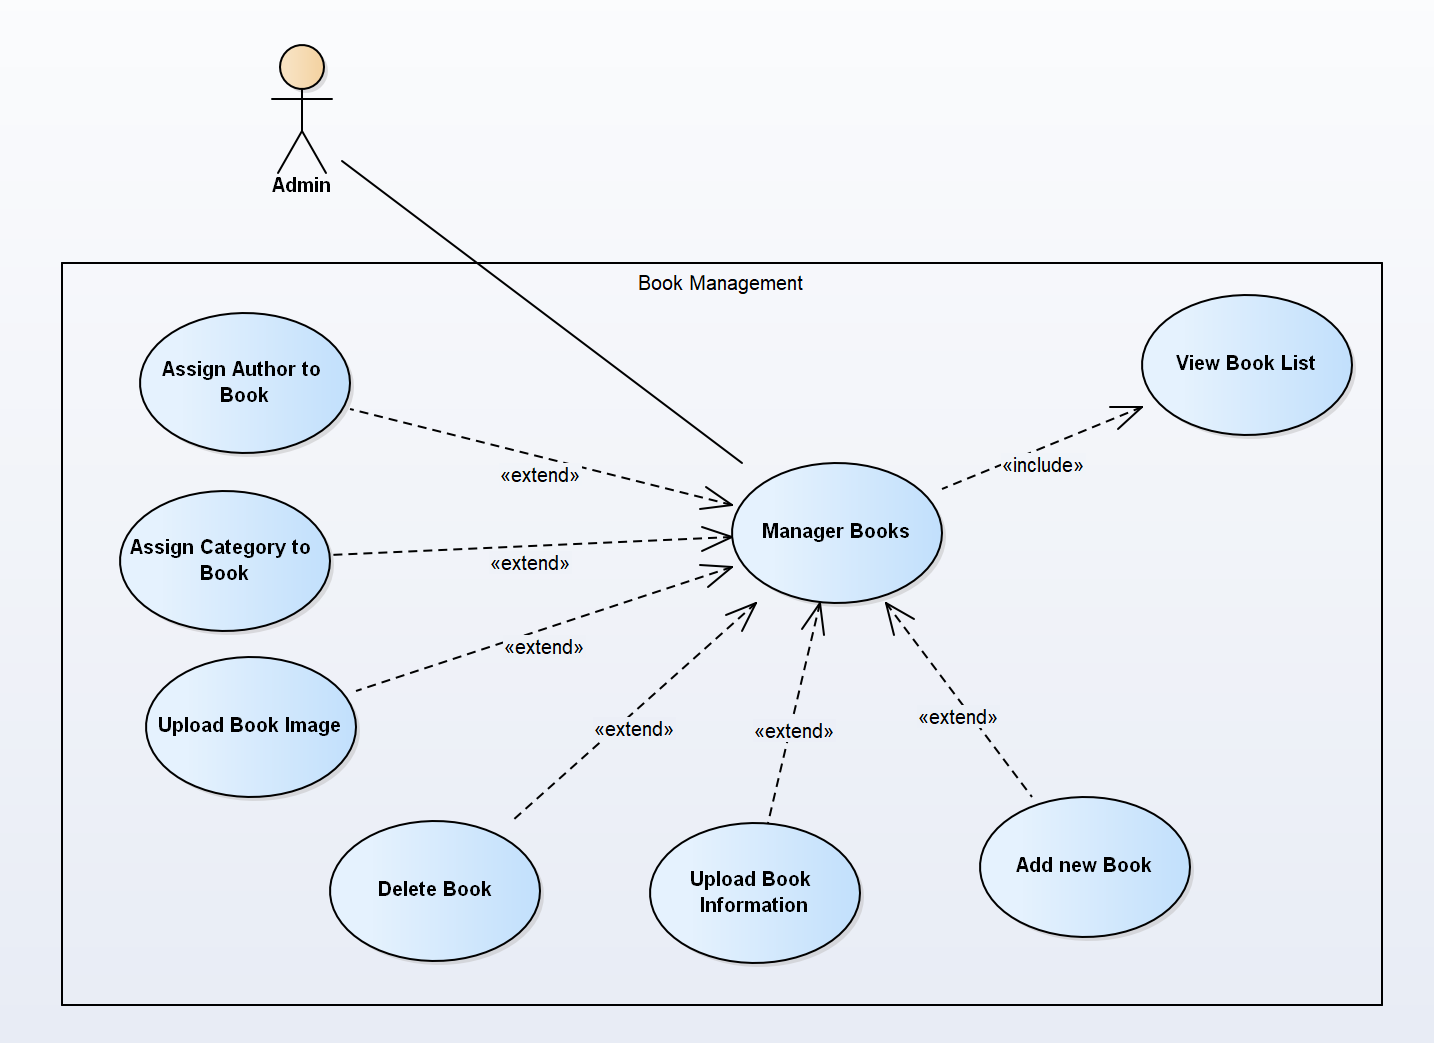 Admin
Book Management
Assign Author to
Book
View Book List
«extend»
«include»
Manager Books
Assign Category to
Book
«extend»
«extend»
Upload Book Image
«extend»
«extend»
«extend»
Delete Book
Upload Book
Information
Add new Book